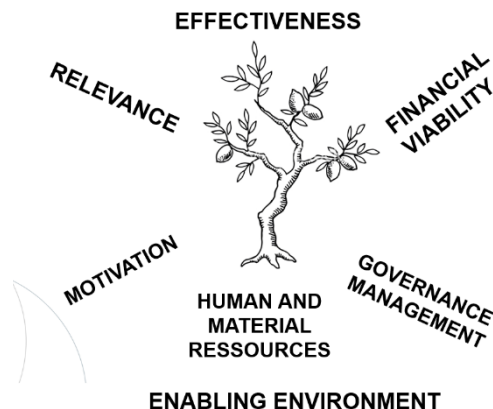 EFFECTIVENESS
RELEVANCE
FINANCIAL
VIABILITY
MOTIVATION
HUMAN AND
MATERIAL
RESSOURCES
GOVERNANCE
MANAGEMENT
ENABLING ENVIRONMENT